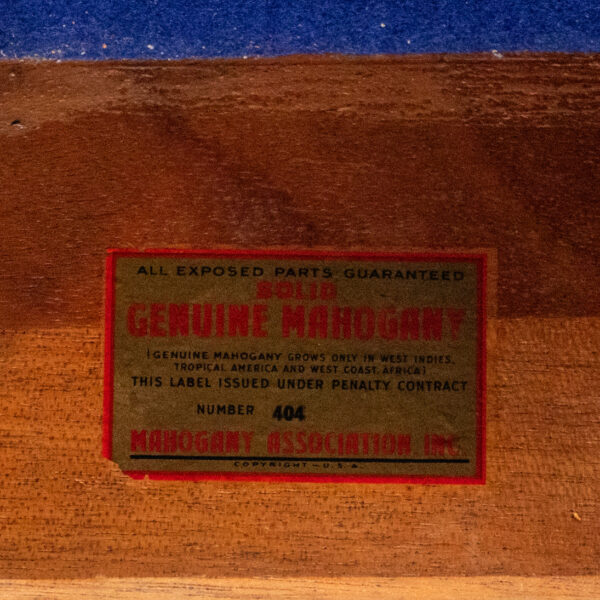 ALL EXPOSED PARTS GUARANTEED
SOLID
GENUINE MAHOGANY
(GENUINE MAHOGANY GROWS ONLY IN WEST INDIES,
TROPICAL AMERICA AND WEST COAST, AFRICA)
THIS LABEL ISSUED UNDER PENALTY CONTRACT
NUMBER 404
MAHOGANY ASSOCIATION, INC.
COPYRIGHT - U.S.A.